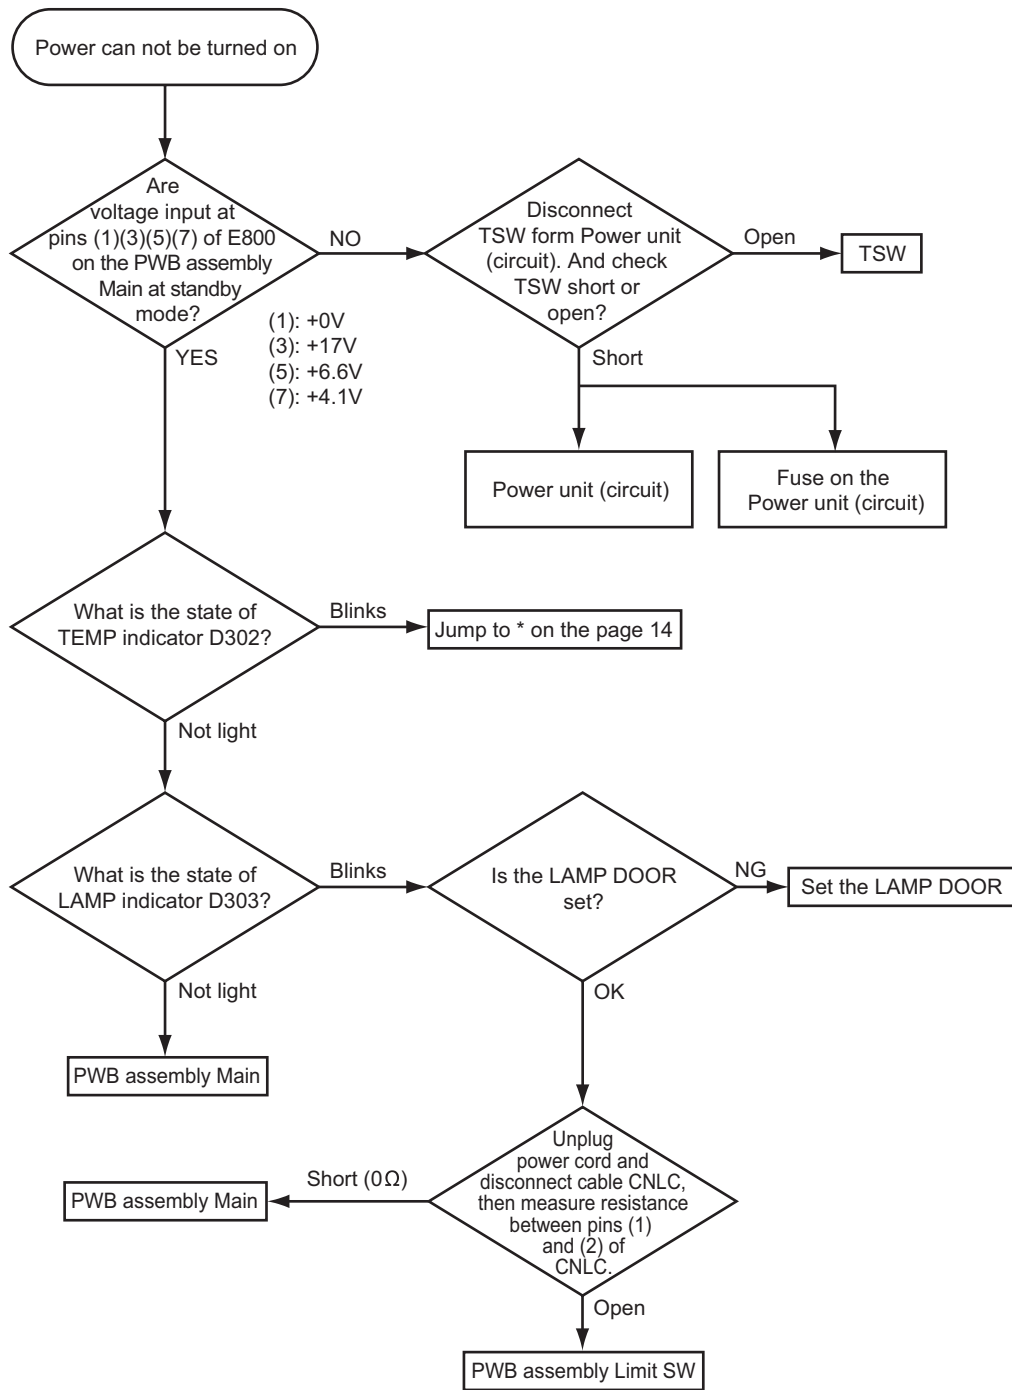 Power can not be turned on
Are
voltage input at
pins (1)(3)(5)(7) of E800
on the PWB assembly
Main at standby
mode?
NO
YES
(1): +0V
(3): +17V
(5): +6.6V
(7): +4.1V
Disconnect
TSW form Power unit
(circuit). And check
TSW short or
open?
Open
TSW
Short
Power unit (circuit)
Fuse on the
Power unit (circuit)
What is the state of
TEMP indicator D302?
Blinks
Jump to * on the page 14
Not light
What is the state of
LAMP indicator D303?
Blinks
Not light
PWB assembly Main
Is the LAMP DOOR
set?
NG
Set the LAMP DOOR
OK
Unplug
power cord and
disconnect cable CNLC,
then measure resistance
between pins (1)
and (2) of
CNLC.
Short (0Ω)
PWB assembly Main
Open
PWB assembly Limit SW